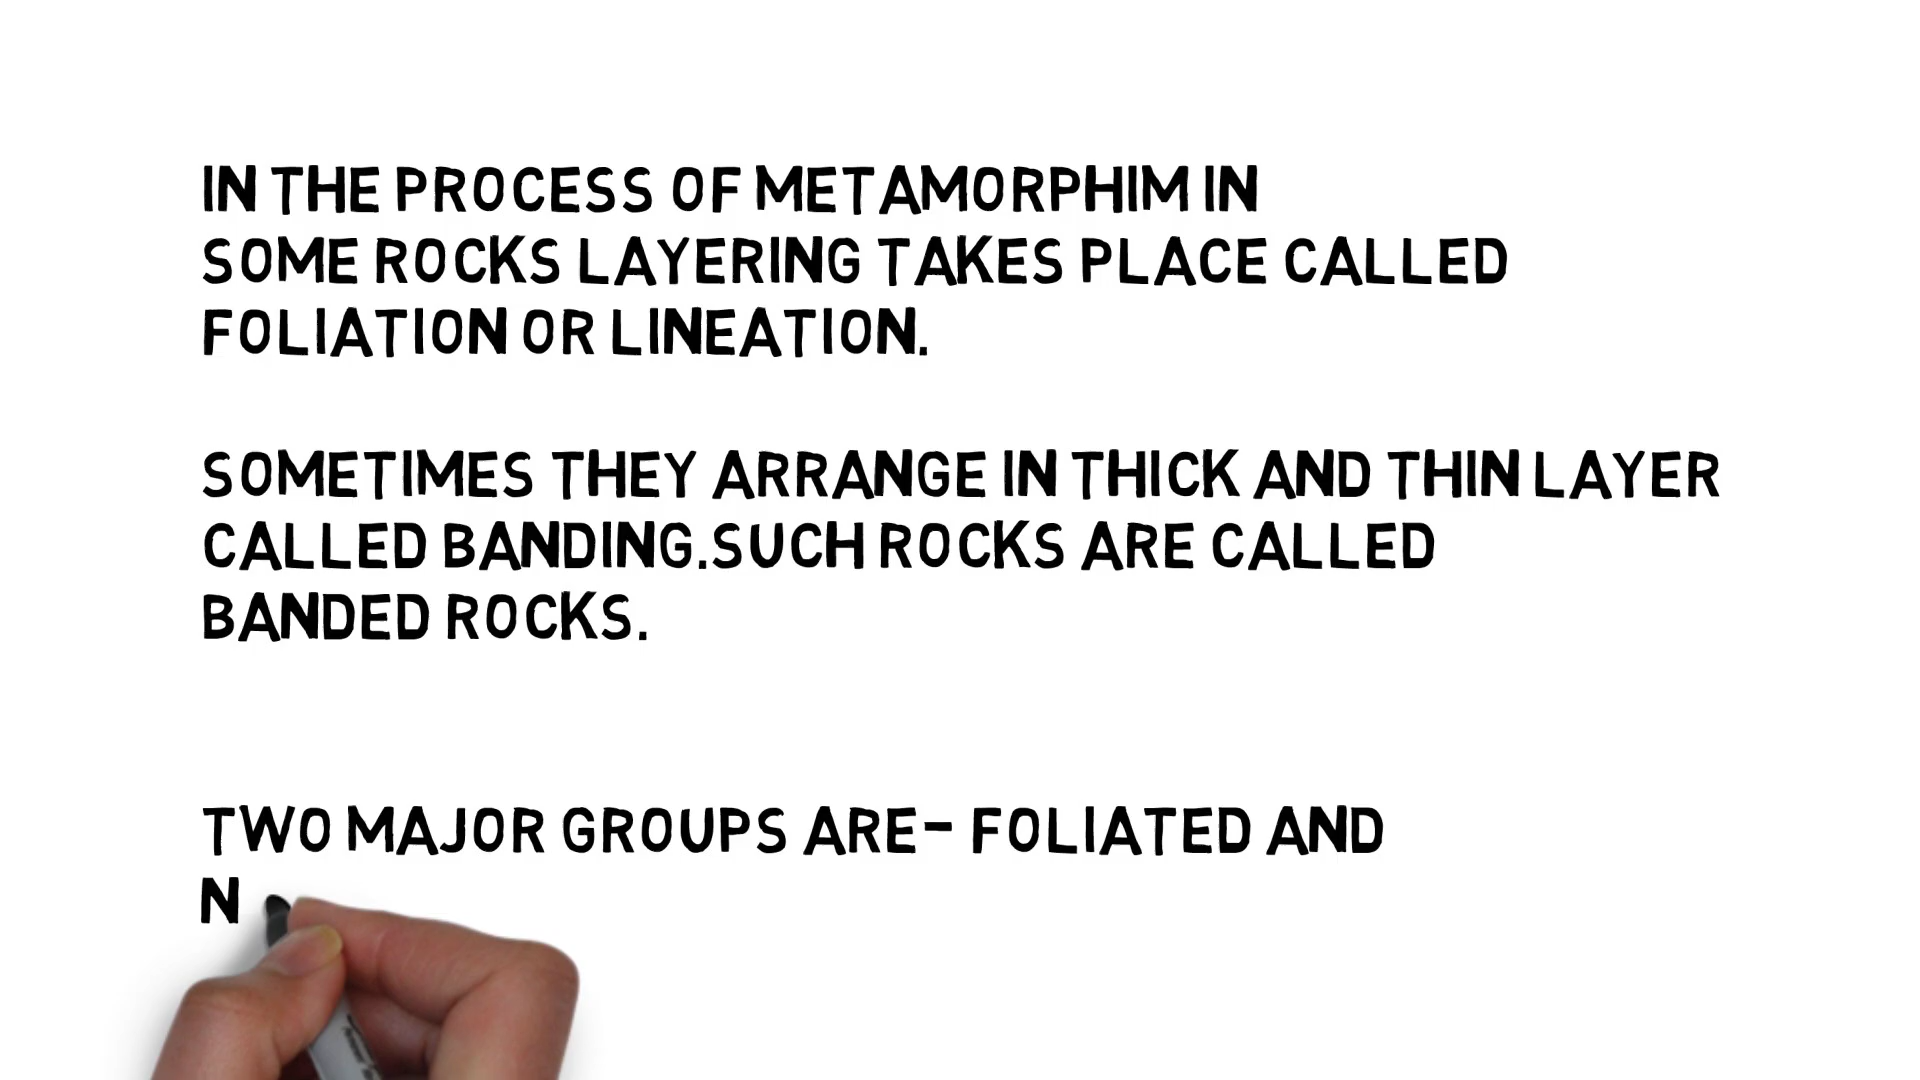 IN THE PROCESS OF METAMORPHIM IN
SOME ROCKS LAYERING TAKES PLACE CALLED
FOLIATION OR LINEATION.
SOMETIMES THEY ARRANGE IN THICK AND THIN LAYER
CALLED BANDING.SUCH ROCKS ARE CALLED
BANDED ROCKS.
TWO MAJOR GROUPS ARE- FOLIATED AND
N